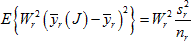 E{W_r^2 (ȳ_r(J) − ȳ_r)^2} = W_r^2 s_r^2 / n_r